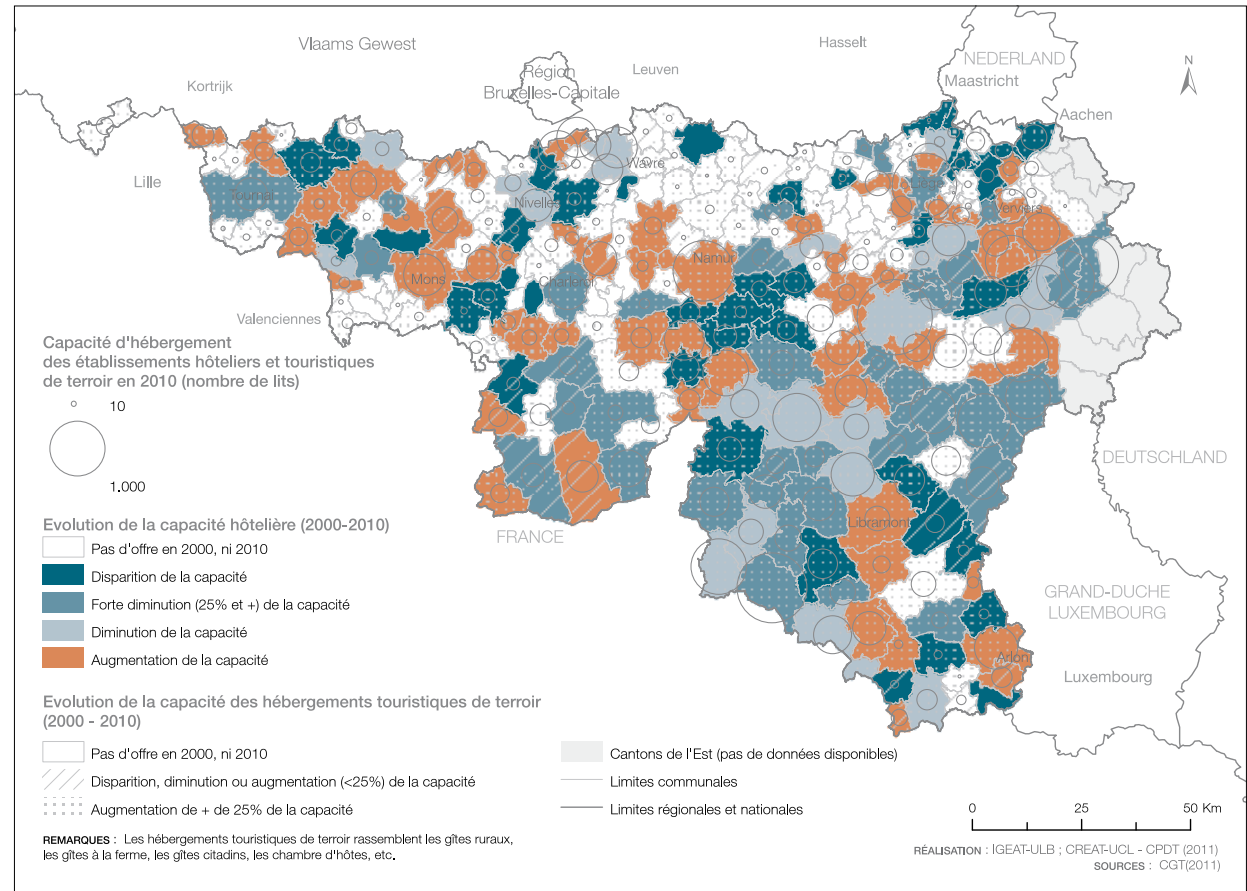 Hasselt
NEDERLAND
Vlaams Gewest
Leuven
Région
Bruxelles-Capitale
Maastricht
N
Kortrijk
Aachen
Wavre
Lille
Liège
Tournai
Nivelles
Verviers
Namur
Mons
Charleroi
Valenciennes
Capacité d'hébergement
des établissements hôteliers et touristiques
de terroir en 2010 (nombre de lits)
10
1.000
DEUTSCHLAND
Evolution de la capacité hôtelière (2000-2010)
Libramont
FRANCE
Pas d'offre en 2000, ni 2010
Disparition de la capacité
Forte diminution (25% et +) de la capacité
GRAND-DUCHE
LUXEMBOURG
Diminution de la capacité
Augmentation de la capacité
Arlon
Luxembourg
Evolution de la capacité des hébergements touristiques de terroir
(2000 - 2010)
Pas d'offre en 2000, ni 2010
Disparition, diminution ou augmentation (<25%) de la capacité
Augmentation de + de 25% de la capacité
Cantons de l'Est (pas de données disponibles)
Limites communales
Limites régionales et nationales
0 25 50 Km
REMARQUES : Les hébergements touristiques de terroir rassemblent les gîtes ruraux,
les gîtes à la ferme, les gîtes citadins, les chambre d'hôtes, etc.
RÉALISATION : IGEAT-ULB ; CREAT-UCL - CPDT (2011)
SOURCES : CGT(2011)